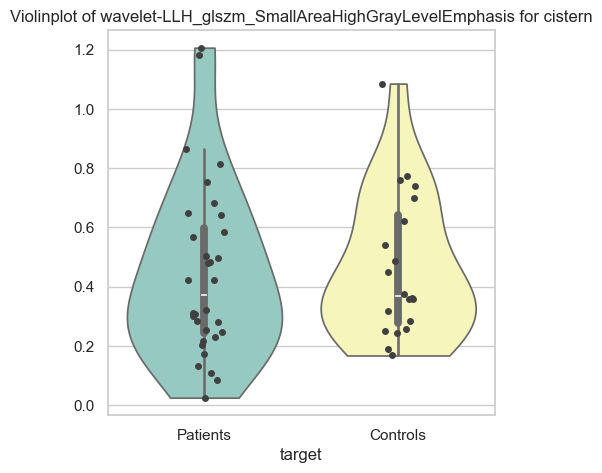 Violinplot of wavelet-LLH_glszm_SmallAreaHighGrayLevelEmphasis for cistern
1.2
1.0
0.8
0.6
0.4
0.2
0.0
Patients Controls
target